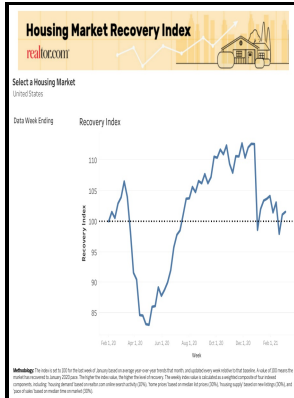 Housing Market Recovery Index
realtor.com®
Select a Housing Market
United States
Data Week Ending
Recovery Index
110
105
100
95
90
85
Recovery Index
Feb 1, 20
Apr 1, 20
Jun 1, 20
Aug 1, 20
Oct 1, 20
Dec 1, 20
Feb 1, 21
Week
Methodology: The index is set to 100 for the last week of January based on average year-over-year trends that month, and updated every week relative to that baseline. A value of 100 means the
market has recovered to January 2020 pace. The higher the index value, the higher the level of recovery. The weekly index value is calculated as a weighted composite of four indexed
components, including: 'housing demand' based on realtor.com online search activity (30%), 'home prices' based on median list prices (30%), 'housing supply' based on new listings (30%), and
'pace of sales' based on median time on market (30%).